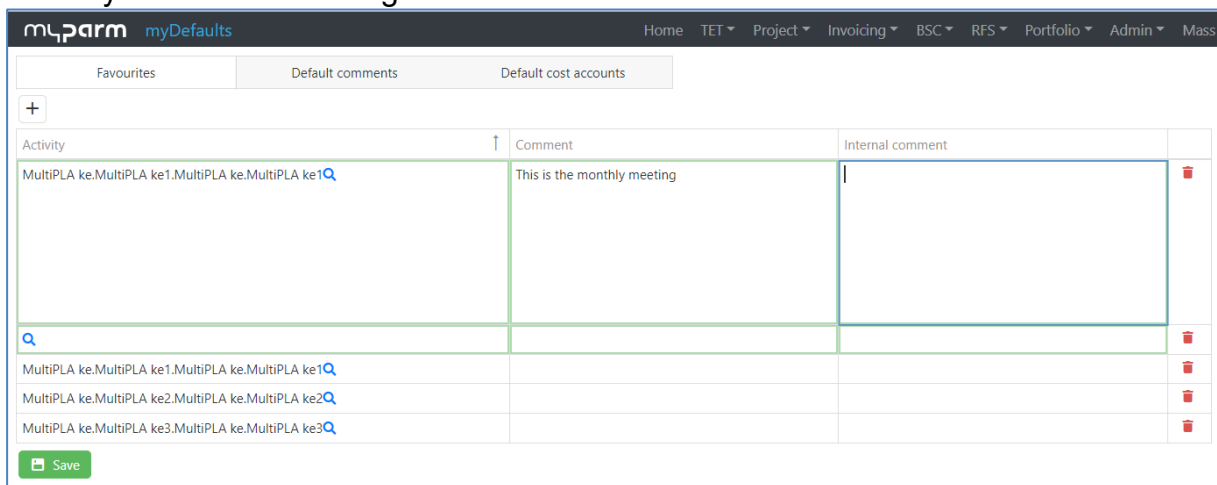 myparm myDefaults Home TET Project Invoicing BSC RFS Portfolio Admin Mass
Favourites Default comments Default cost accounts
+
Activity ↑ Comment Internal comment
MultiPLA ke.MultiPLA ke1.MultiPLA ke.MultiPLA ke1 This is the monthly meeting
MultiPLA ke.MultiPLA ke1.MultiPLA ke.MultiPLA ke1
MultiPLA ke.MultiPLA ke2.MultiPLA ke.MultiPLA ke2
MultiPLA ke.MultiPLA ke3.MultiPLA ke.MultiPLA ke3
Save